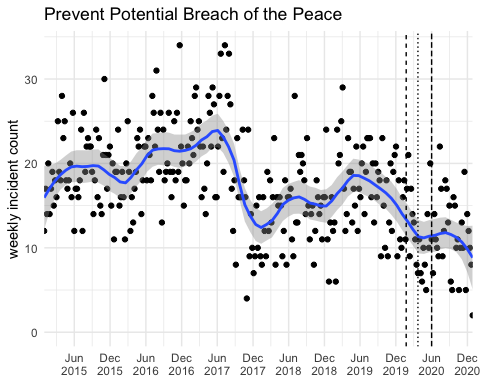 Prevent Potential Breach of the Peace
weekly incident count
30
20
10
0
Jun Dec Jun Dec Jun Dec Jun Dec Jun Dec Jun Dec
2015 2015 2016 2016 2017 2017 2018 2018 2019 2019 2020 2020